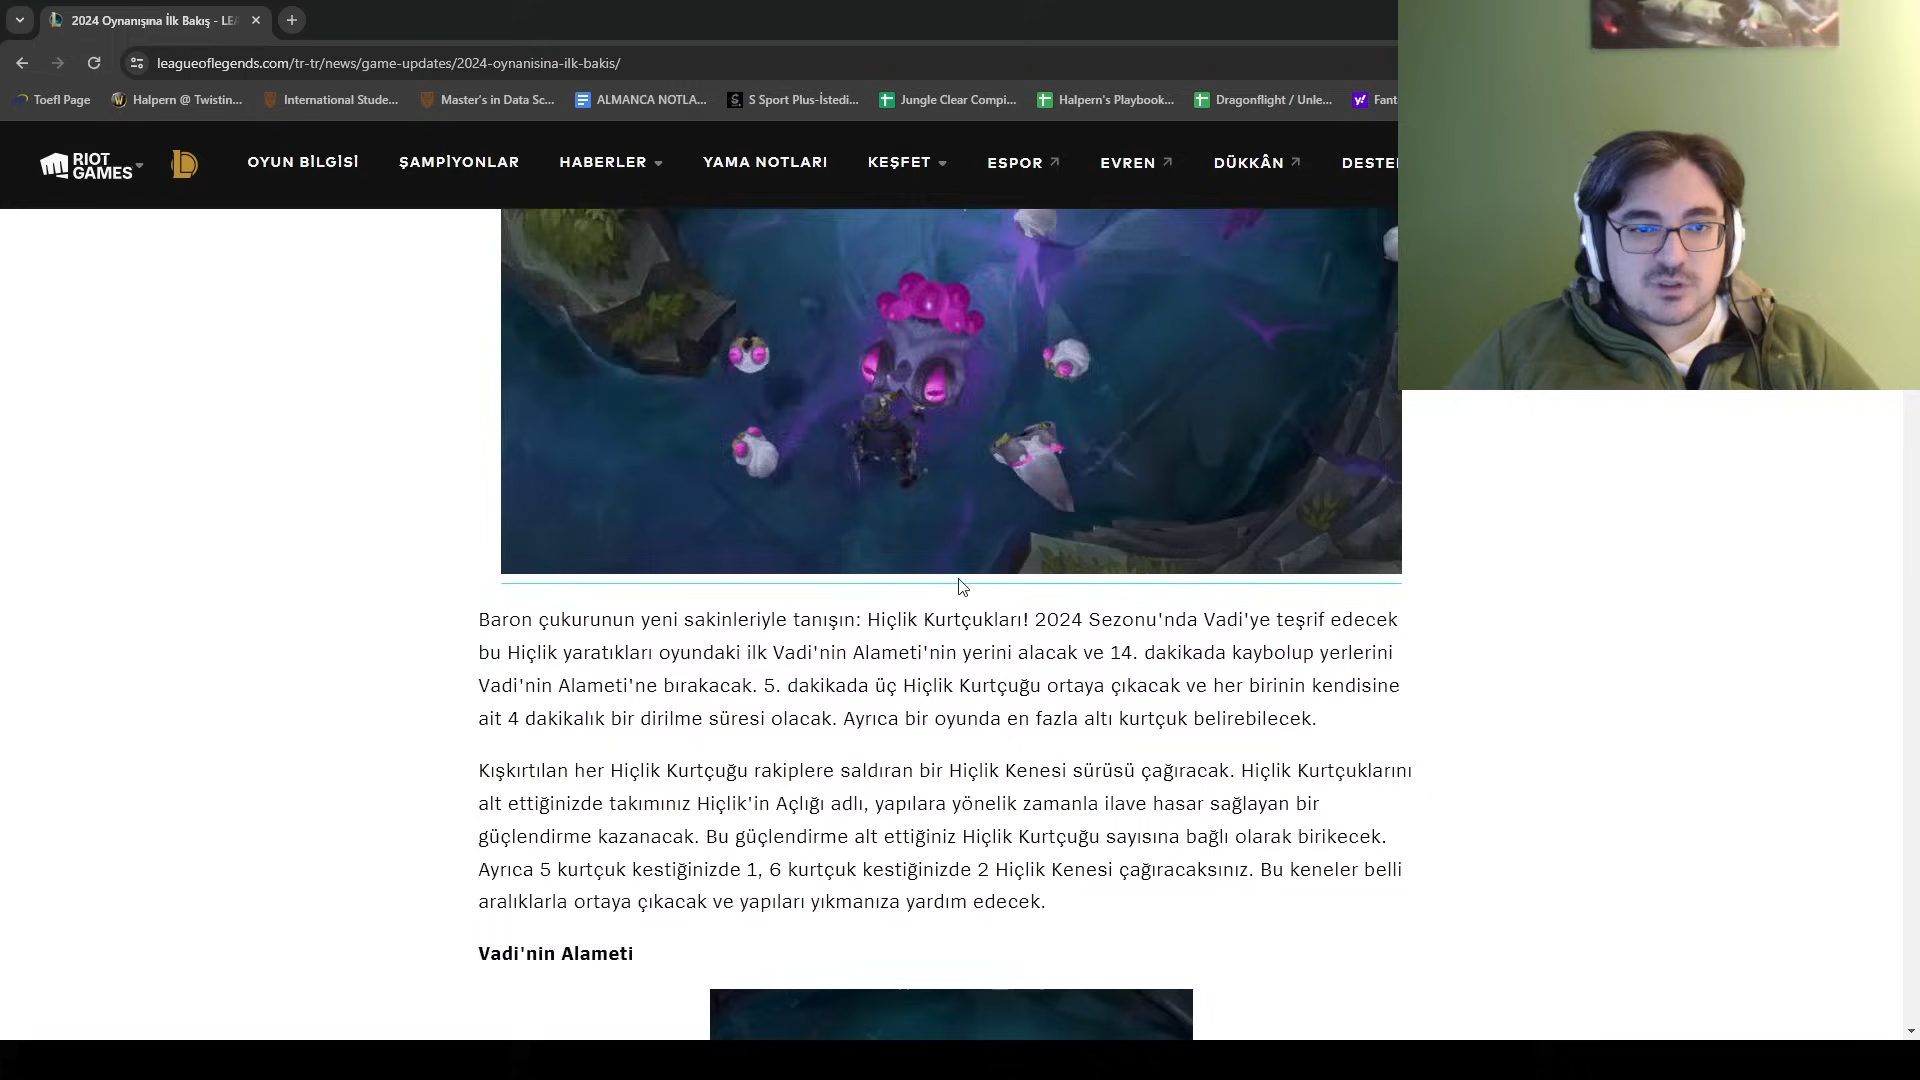 2024 Oynanışına İlk Bakış - LE
leagueoflegends.com/tr-tr/news/game-updates/2024-oynanisina-ilk-bakis/
Toefl Page
Halpern @ Twistin...
International Stude...
Master's in Data Sc...
ALMANCA NOTLA...
S Sport Plus-İstedi...
Jungle Clear Compi...
Halpern's Playbook...
Dragonflight / Unle...
Fant
RIOT
GAMES
OYUN BİLGİSİ
ŞAMPİYONLAR
HABERLER
YAMA NOTLARI
KEŞFET
ESPOR
EVREN
DÜKKÂN
DESTE
Baron çukurunun yeni sakinleriyle tanışın: Hiçlik Kurtçukları! 2024 Sezonu'nda Vadi'ye teşrif edecek
bu Hiçlik yaratıkları oyundaki ilk Vadi'nin Alameti'nin yerini alacak ve 14. dakikada kaybolup yerlerini
Vadi'nin Alameti'ne bırakacak. 5. dakikada üç Hiçlik Kurtçuğu ortaya çıkacak ve her birinin kendisine
ait 4 dakikalık bir dirilme süresi olacak. Ayrıca bir oyunda en fazla altı kurtçuk belirebilecek.
Kışkırtılan her Hiçlik Kurtçuğu rakiplere saldıran bir Hiçlik Kenesi sürüsü çağıracak. Hiçlik Kurtçuklarını
alt ettiğinizde takımınız Hiçlik'in Açlığı adlı, yapılara yönelik zamanla ilave hasar sağlayan bir
güçlendirme kazanacak. Bu güçlendirme alt ettiğiniz Hiçlik Kurtçuğu sayısına bağlı olarak birikecek.
Ayrıca 5 kurtçuk kestiğinizde 1, 6 kurtçuk kestiğinizde 2 Hiçlik Kenesi çağıracaksınız. Bu keneler belli
aralıklarla ortaya çıkacak ve yapıları yıkmanıza yardım edecek.
Vadi'nin Alameti